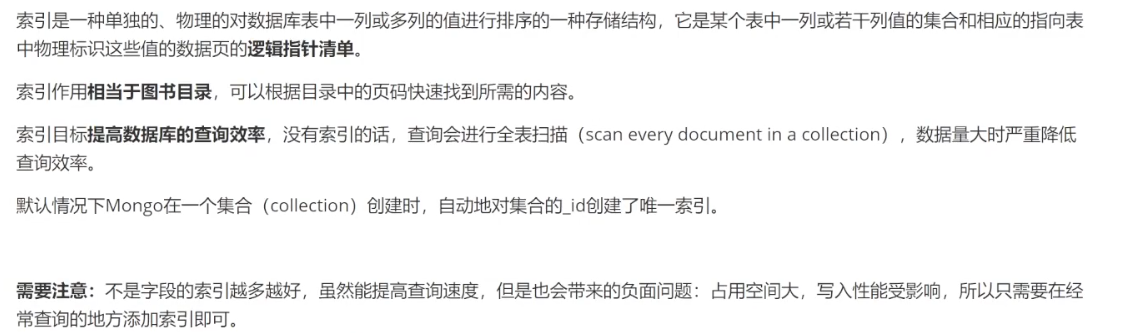 索引是一种单独的、物理的对数据库表中一列或多列的值进行排序的一种存储结构，它是某个表中一列或若干列值的集合和相应的指向表
中物理标识这些值的数据页的逻辑指针清单。
索引作用相当于图书目录，可以根据目录中的页码快速找到所需的内容。
索引目标提高数据库的查询效率，没有索引的话，查询会进行全表扫描（scan every document in a collection），数据量大时严重降低
查询效率。
默认情况下Mongo在一个集合（collection）创建时，自动地对集合的_id创建了唯一索引。
需要注意：不是字段的索引越多越好，虽然能提高查询速度，但是也会带来的负面问题：占用空间大，写入性能受影响，所以只需要在经
常查询的地方添加索引即可。